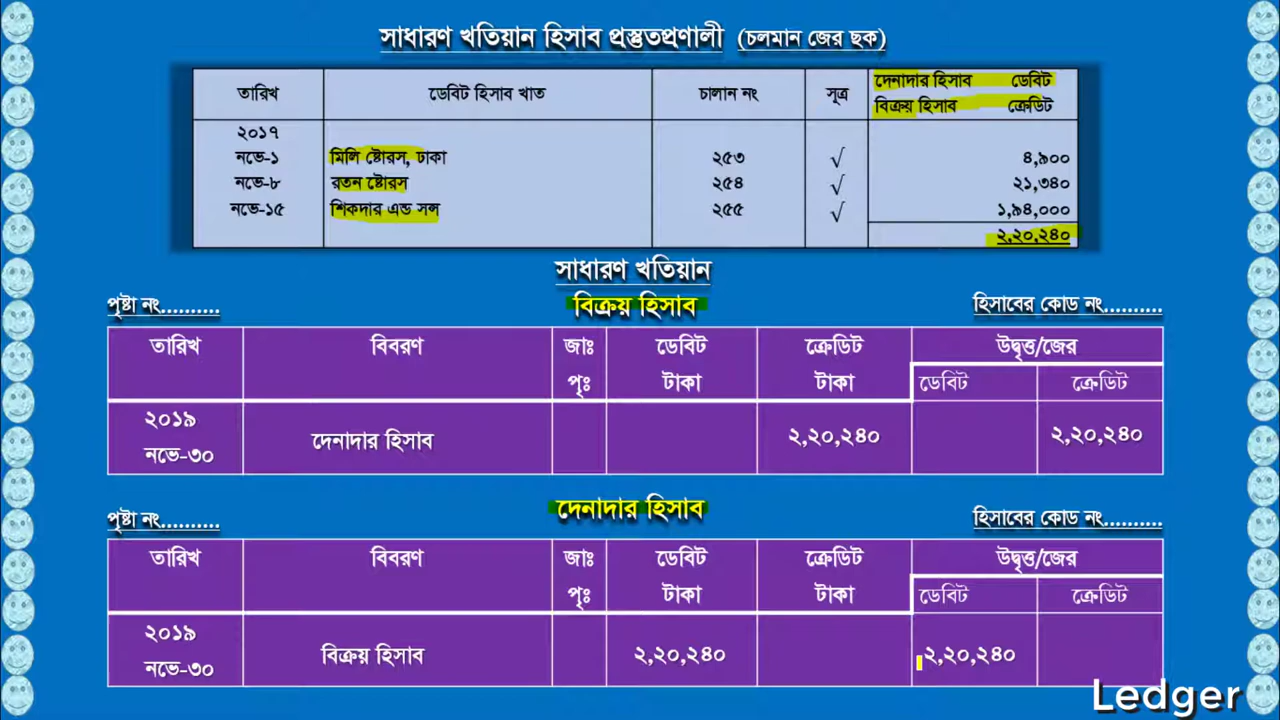 সাধারণ খতিয়ান হিসাব প্রস্তুতপ্রণালী (চলমান জের ছক)
তারিখ ডেবিট হিসাব খাত চালান নং সূত্র দেনাদার হিসাব ডেবিট
বিক্রয় হিসাব ক্রেডিট
২০১৭
নভে-১ মিলি ষ্টোরস, ঢাকা ২৫৩ √ ৪,৯০০
নভে-৮ রতন ষ্টোরস ২৫৪ √ ২১,৩৪০
নভে-১৫ শিকদার এন্ড সন্স ২৫৫ √ ১,৯৪,০০০
২,২০,২৪০
সাধারণ খতিয়ান
বিক্রয় হিসাব
পৃষ্টা নং.......... হিসাবের কোড নং..........
তারিখ বিবরণ জাঃ ডেবিট ক্রেডিট উদ্বৃত্ত/জের
পৃঃ টাকা টাকা ডেবিট ক্রেডিট
২০১৯
নভে-৩০ দেনাদার হিসাব ২,২০,২৪০ ২,২০,২৪০
দেনাদার হিসাব
পৃষ্টা নং.......... হিসাবের কোড নং..........
তারিখ বিবরণ জাঃ ডেবিট ক্রেডিট উদ্বৃত্ত/জের
পৃঃ টাকা টাকা ডেবিট ক্রেডিট
২০১৯
নভে-৩০ বিক্রয় হিসাব ২,২০,২৪০ ২,২০,২৪০
Ledger